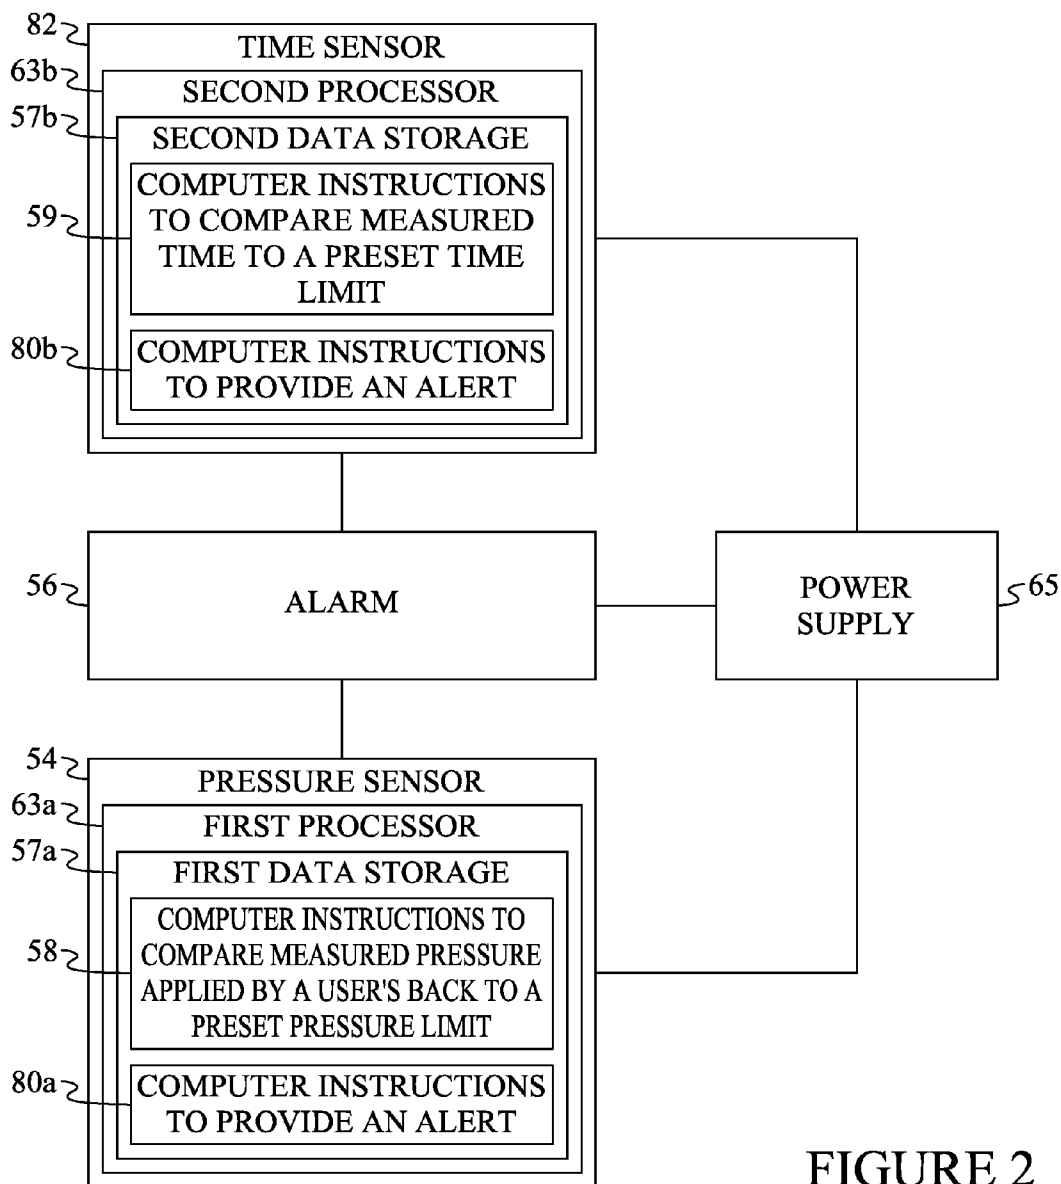 82
TIME SENSOR
63b
SECOND PROCESSOR
57b
SECOND DATA STORAGE
COMPUTER INSTRUCTIONS
TO COMPARE MEASURED
TIME TO A PRESET TIME
LIMIT
59
80b
COMPUTER INSTRUCTIONS
TO PROVIDE AN ALERT
56
ALARM
POWER
SUPPLY
65
54
PRESSURE SENSOR
63a
FIRST PROCESSOR
57a
FIRST DATA STORAGE
COMPUTER INSTRUCTIONS TO
COMPARE MEASURED PRESSURE
APPLIED BY A USER'S BACK TO A
PRESET PRESSURE LIMIT
58
80a
COMPUTER INSTRUCTIONS
TO PROVIDE AN ALERT
FIGURE 2